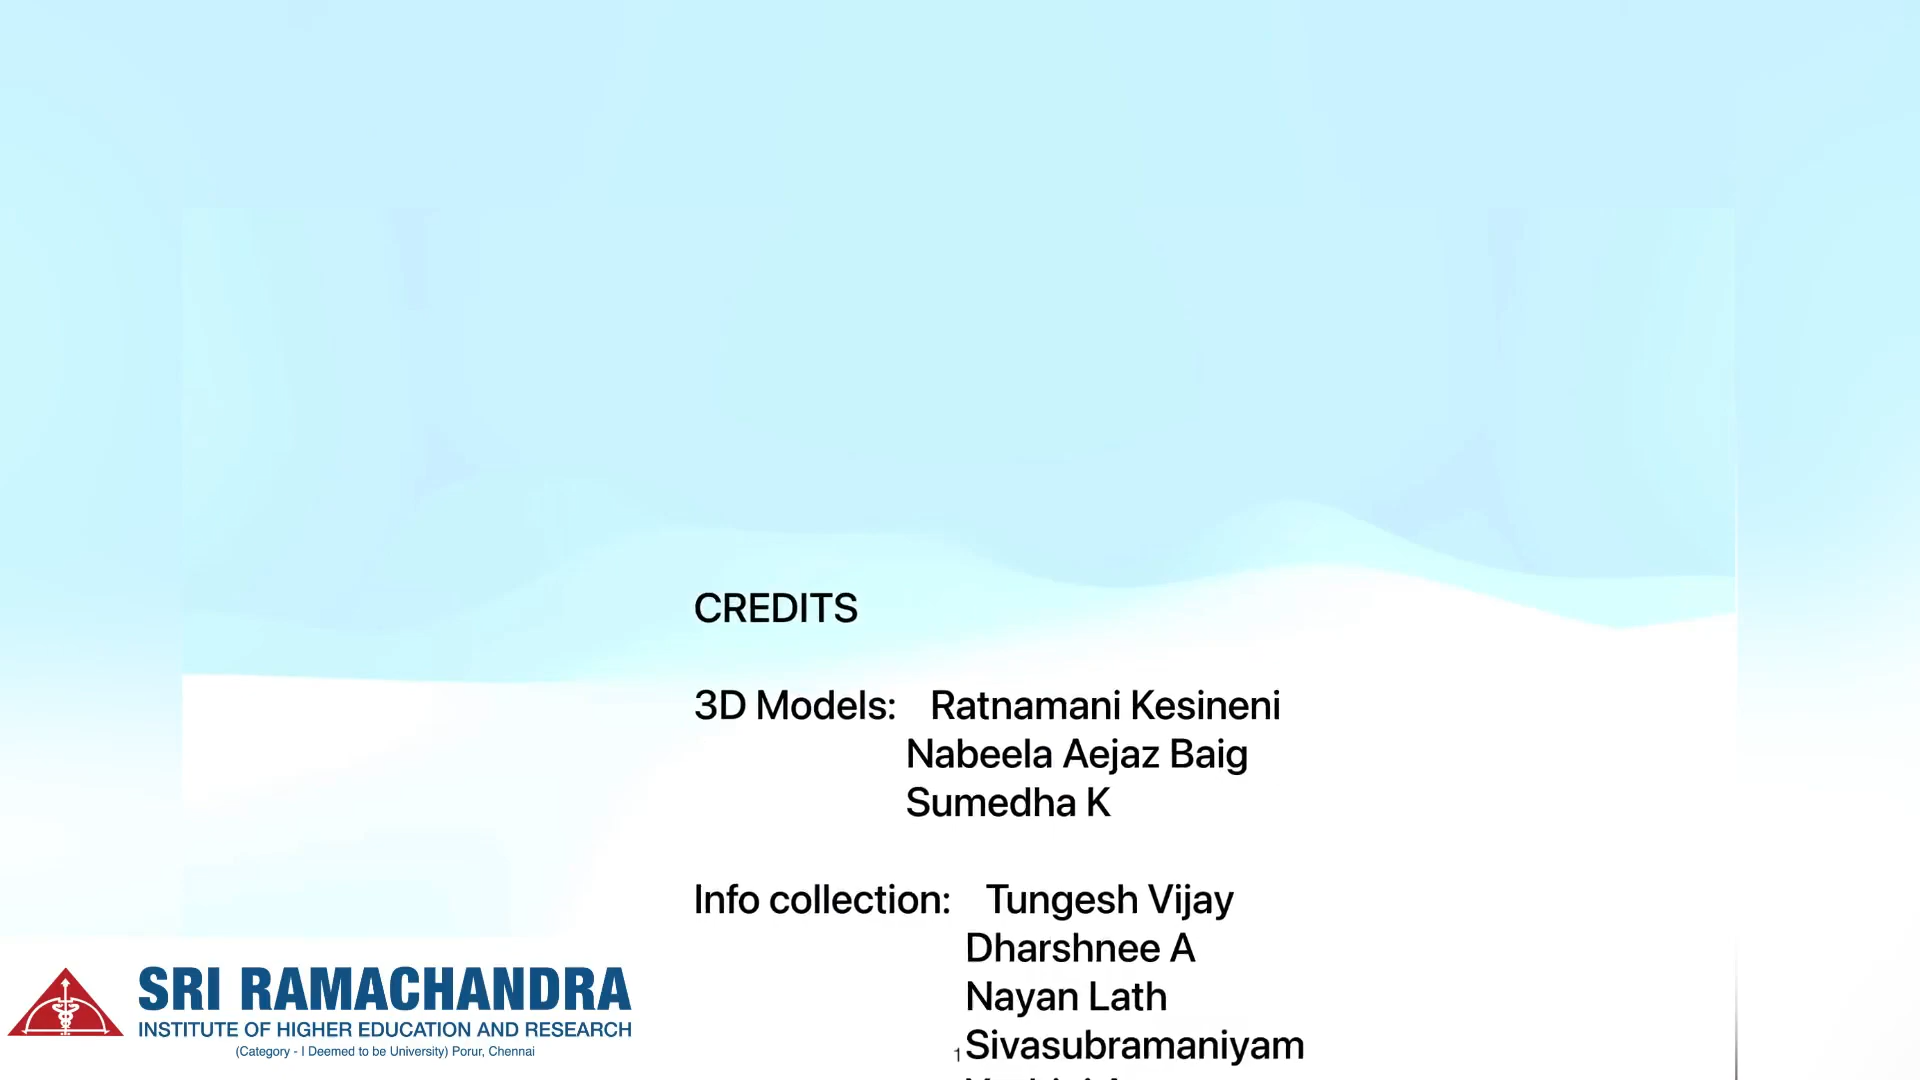 CREDITS
3D Models: Ratnamani Kesineni
Nabeela Aejaz Baig
Sumedha K
Info collection: Tungesh Vijay
Dharshnee A
Nayan Lath
1 Sivasubramaniyam
SRI RAMACHANDRA
INSTITUTE OF HIGHER EDUCATION AND RESEARCH
(Category - I Deemed to be University) Porur, Chennai